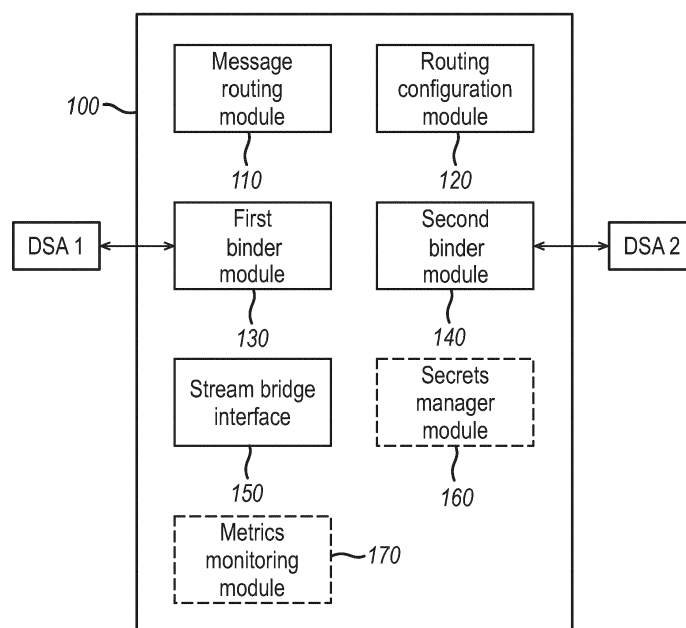 Message
routing
module
110
Routing
configuration
module
120
100
DSA 1
First
binder
module
130
Second
binder
module
140
DSA 2
Stream bridge
interface
150
Secrets
manager
module
160
Metrics
monitoring
module
170